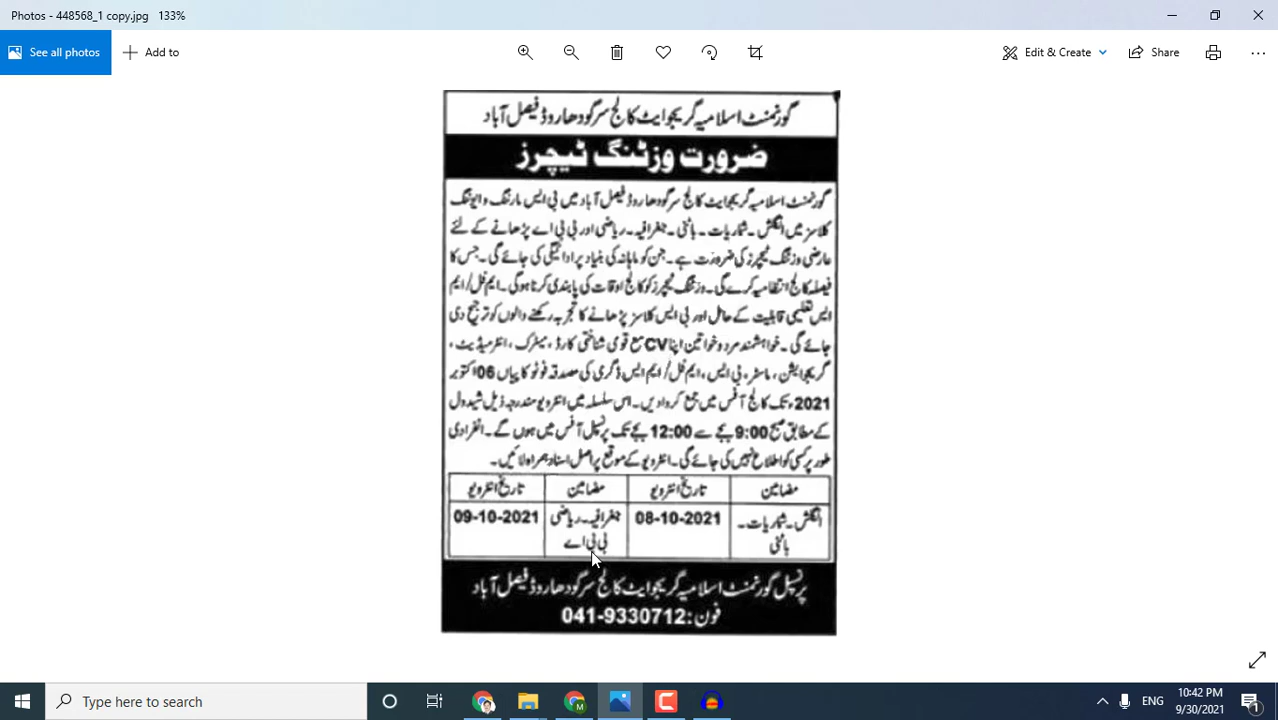 Photos - 448568_1 copy.jpg 133%
See all photos
Add to
Edit & Create
Share
گورنمنٹ اسلامیہ گریجوایٹ کالج سرگودھا روڈ فیصل آباد
ضرورت وزٹنگ ٹیچرز
گورنمنٹ اسلامیہ گریجوایٹ کالج سرگودھا روڈ فیصل آباد میں بی ایس مارننگ و ایوننگ
کلاسز میں انگلش۔ شماریات۔ باٹنی۔ جغرافیہ۔ ریاضی اور بی بی اے پڑھانے کے لئے
عارضی وزٹنگ ٹیچرز کی ضرورت ہے۔ جن کو ماہانہ کی بنیاد پر ادائیگی کی جائے گی۔ جس کا
فیصلہ کالج انتظامیہ کرے گی۔ وزٹنگ ٹیچرز کو کالج اوقات کی پابندی کرنا ہوگی۔ ایم فل/ ایم
ایس تعلیمی قابلیت کے حامل اور بی ایس کلاسز پڑھانے کا تجربہ رکھنے والوں کو ترجیح دی
جائے گی۔ خواہشمند مرد و خواتین اپنا CV مع قومی شناختی کارڈ، میٹرک، انٹرمیڈیٹ،
گریجوایشن، ماسٹر، بی ایس، ایم فل/ ایم ایس ڈگری کی مصدقہ فوٹو کاپیاں 06 اکتوبر
2021ء تک کالج آفس میں جمع کروا دیں۔ اس سلسلہ میں انٹرویو مندرجہ ذیل شیدول
کے مطابق صبح 9:00 بجے سے 12:00 بجے تک پرنسپل آفس میں ہوں گے۔ انفرادی
طور پر کسی کو اطلاع نہیں کی جائے گی۔ انٹرویو کے موقع پر اصل اسناد ہمراہ لائیں۔
مضامین تاریخ انٹرویو مضامین تاریخ انٹرویو
انگلش۔ شماریات۔ 08-10-2021 جغرافیہ۔ ریاضی 09-10-2021
باٹنی بی بی اے
پرنسپل گورنمنٹ اسلامیہ گریجوایٹ کالج سرگودھا روڈ فیصل آباد
فون: 041-9330712
Type here to search
ENG
10:42 PM
9/30/2021
1